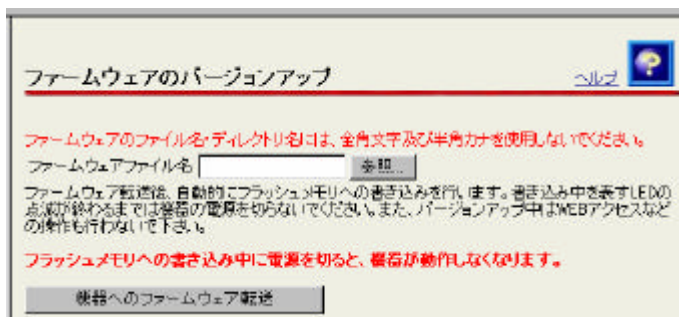 ファームウェアのバージョンアップ
ヘルプ
ファームウェアのファイル名・ディレクトリ名には、全角文字及び半角カナを使用しないでください。
ファームウェアファイル名
参照...
ファームウェア転送後、自動的にフラッシュメモリへの書き込みを行います。書き込み中を表すLEDの
点滅が終わるまでは機器の電源を切らないでください。また、バージョンアップ中はWEBアクセスなど
の操作も行わないで下さい。
フラッシュメモリへの書き込み中に電源を切ると、機器が動作しなくなります。
機器へのファームウェア転送